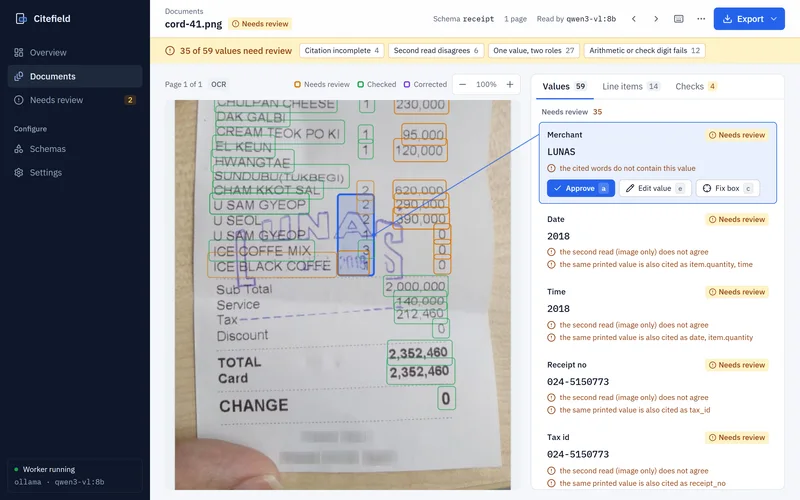 Citefield
Overview
Documents
Needs review 2
Configure
Schemas
Settings
Worker running
ollama · qwen3-vl:8b
Documents
cord-41.png Needs review
Schema receipt 1 page Read by qwen3-vl:8b
Export
35 of 59 values need review
Citation incomplete 4
Second read disagrees 6
One value, two roles 27
Arithmetic or check digit fails 12
Page 1 of 1 OCR
Needs review Checked Corrected
100%
CHULPAN CHEESE 1 230,000
DAK GALBI
CREAM TEOK PO KI 1 95,000
EL KEUN 1 120,000
HWANGTAE
SUNDUBU(TUKBEGI)
CHAM KKOT SAL 2 620,000
U SAM GYEOP 2 290,000
U SEOL 2 390,000
U SAM GYEOP 1 0
ICE COFFE MIX 3 0
ICE BLACK COFFE 0
LUNAS
2018
Sub Total 2,000,000
Service 140,000
Tax 212,460
Discount 0
TOTAL 2,352,460
Card 2,352,460
CHANGE 0
Values 59
Line items 14
Checks 4
Needs review 35
Merchant Needs review
LUNAS
the cited words do not contain this value
Approve a
Edit value e
Fix box c
Date Needs review
2018
the second read (image only) does not agree
the same printed value is also cited as item.quantity, time
Time Needs review
2018
the second read (image only) does not agree
the same printed value is also cited as date, item.quantity
Receipt no Needs review
024-5150773
the second read (image only) does not agree
the same printed value is also cited as tax_id
Tax id Needs review
024-5150773
the second read (image only) does not agree
the same printed value is also cited as receipt_no